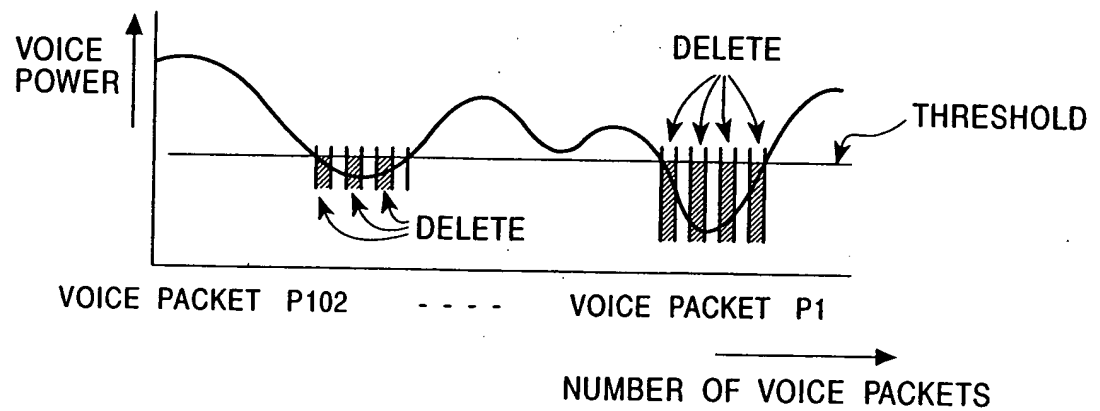 VOICE
POWER
DELETE
THRESHOLD
DELETE
VOICE PACKET P102 - - - - VOICE PACKET P1
NUMBER OF VOICE PACKETS